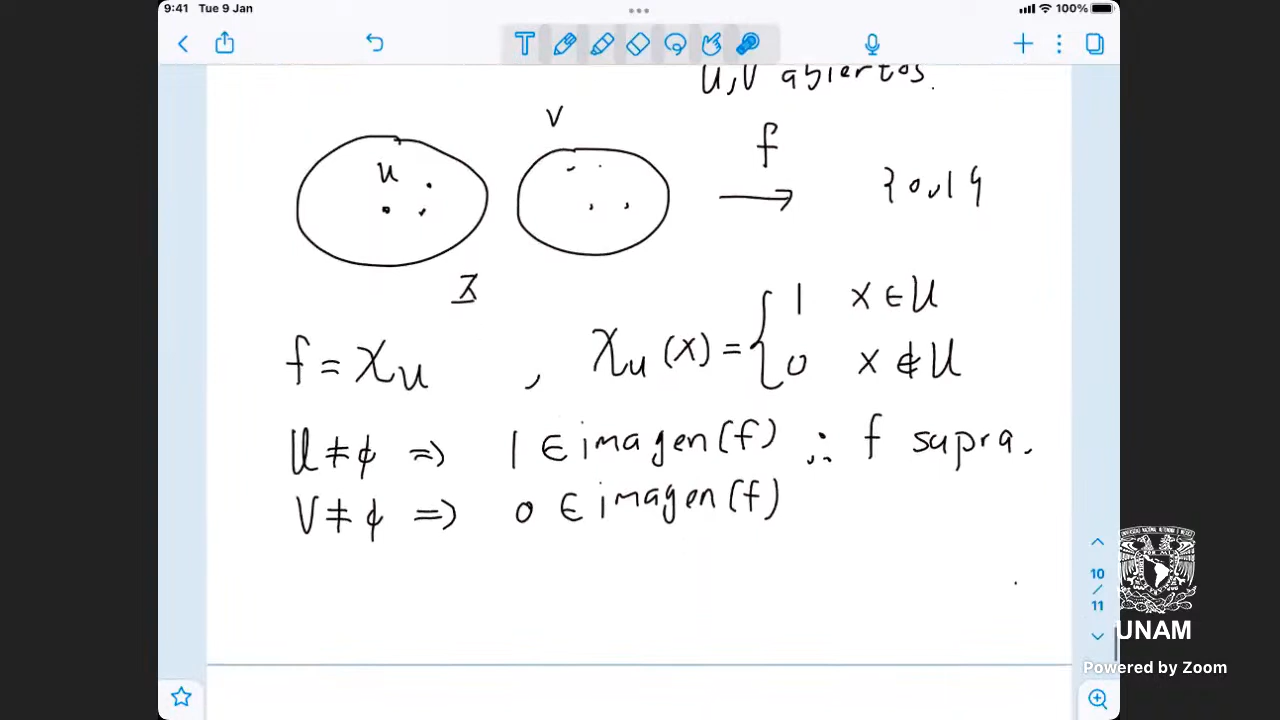 9:41 Tue 9 Jan
100%
U,V abiertos.
V
f
U
{0,1}
X
f = χ_U , χ_U (x) = { 1 x ∈ U
0 x ∉ U
U ≠ ϕ ⇒ 1 ∈ imagen(f) ∴ f supra.
V ≠ ϕ ⇒ 0 ∈ imagen(f)
10
/
11
UNAM
Powered by Zoom